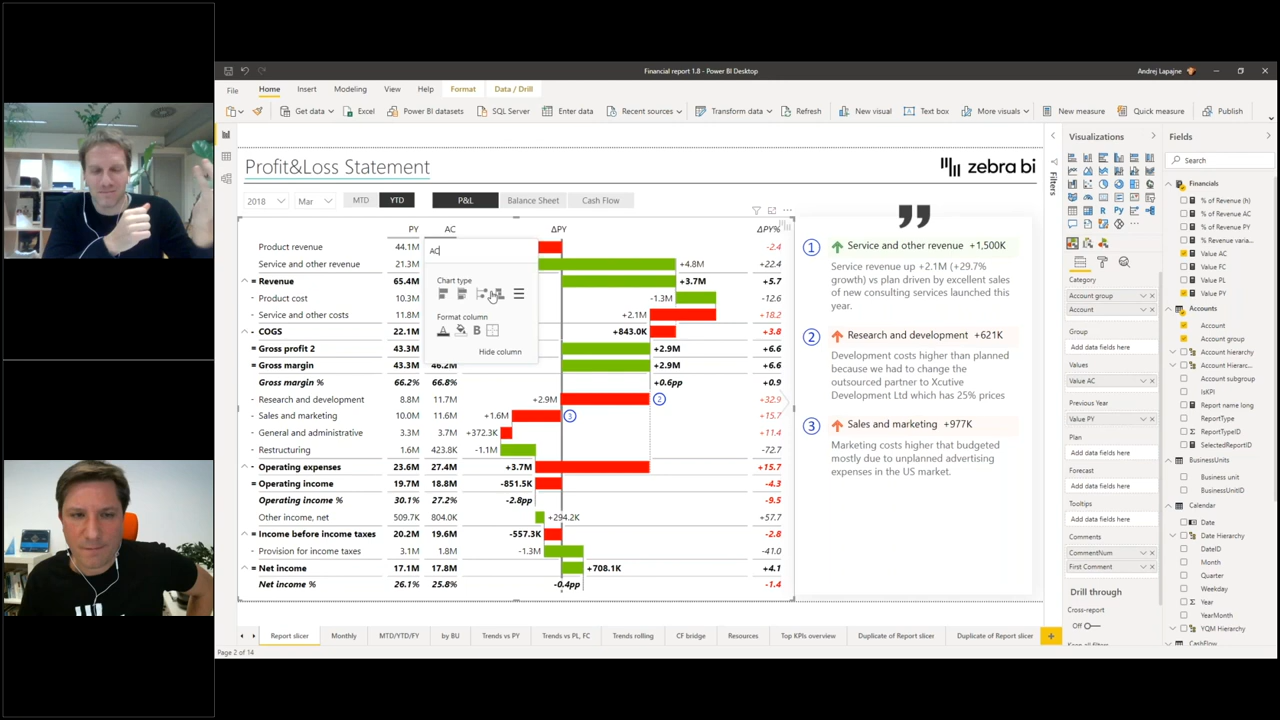 Financial report 1.8 - Power BI Desktop
Andrej Lapajne
File Home Insert Modeling View Help Format Data / Drill
Get data Excel Power BI datasets SQL Server Enter data Recent sources Transform data Refresh New visual Text box More visuals New measure Quick measure Publish
Profit&Loss Statement
zebra bi
2018 Mar MTD YTD P&L Balance Sheet Cash Flow
PY AC ΔPY ΔPY%
Product revenue 44.1M -2.4
Service and other revenue 21.3M +4.8M +22.4
= Revenue 65.4M +3.7M +5.7
- Product cost 10.3M -1.3M -12.6
- Service and other costs 11.8M +2.1M +18.2
- COGS 22.1M +843.0K +3.8
= Gross profit 2 43.3M +2.9M +6.6
= Gross margin 43.3M 46.2M +2.9M +6.6
Gross margin % 66.2% 66.8% +0.6pp +0.9
- Research and development 8.8M 11.7M +2.9M 2 +32.9
- Sales and marketing 10.0M 11.6M +1.6M 3 +15.7
- General and administrative 3.3M 3.7M +372.3K +11.4
- Restructuring 1.6M 423.8K -1.1M -72.7
- Operating expenses 23.6M 27.4M +3.7M +15.7
= Operating income 19.7M 18.8M -851.5K -4.3
Operating income % 30.1% 27.2% -2.8pp -9.5
Other income, net 509.7K 804.0K +294.2K +57.7
= Income before income taxes 20.2M 19.6M -557.3K -2.8
- Provision for income taxes 3.1M 1.8M -1.3M -41.0
= Net income 17.1M 17.8M +708.1K +4.1
Net income % 26.1% 25.8% -0.4pp -1.4
AC
Chart type
Format column
A B
Hide column
1 Service and other revenue +1,500K
Service revenue up +2.1M (+29.7%
growth) vs plan driven by excellent sales
of new consulting services launched this
year.
2 Research and development +621K
Development costs higher than planned
because we had to change the
outsourced partner to Xcutive
Development Ltd which has 25% prices
3 Sales and marketing +977K
Marketing costs higher that budgeted
mostly due to unplanned advertising
expenses in the US market.
Filters
Visualizations
Category
Account group
Account
Group
Add data fields here
Values
Value AC
Previous Year
Value PY
Plan
Add data fields here
Forecast
Add data fields here
Tooltips
Add data fields here
Comments
CommentNum
First Comment
Drill through
Cross-report
Off
Fields
Search
Financials
% of Revenue (h)
% of Revenue AC
% of Revenue PY
% Revenue varia...
Value AC
Value FC
Value PL
Value PY
Accounts
Account
Account group
Account hierarchy
Account Hierarc...
Account subgroup
IsKPI
Report name long
ReportType
ReportTypeID
SelectedReportID
BusinessUnits
Business unit
BusinessUnitID
Calendar
Date
Date Hierarchy
DateID
Month
Quarter
Weekday
Year
YearMonth
YQM Hierarchy
CashFlow
Report slicer Monthly MTD/YTD/FY by BU Trends vs PY Trends vs PL, FC Trends rolling CF bridge Resources Top KPIs overview Duplicate of Report slicer Duplicate of Report slicer
Page 2 of 14